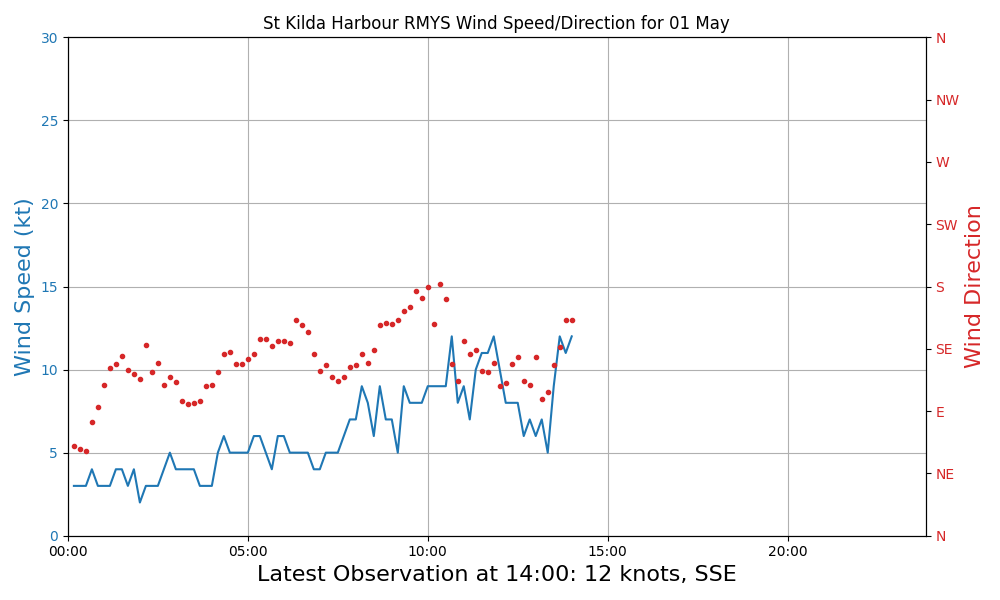 St Kilda Harbour RMYS Wind Speed/Direction for 01 May
30
25
20
15
10
5
0
Wind Speed (kt)
N
NW
W
SW
S
SE
E
NE
N
Wind Direction
00:00
05:00
10:00
15:00
20:00
Latest Observation at 14:00: 12 knots, SSE